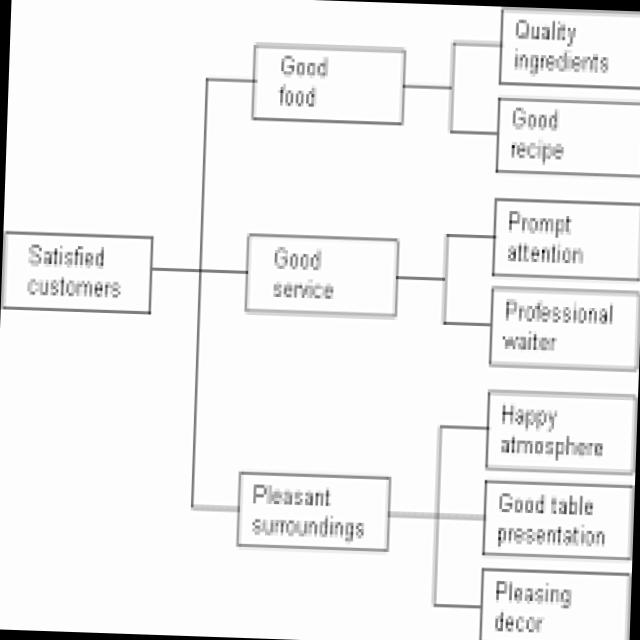 Quality
ingredients
Good
food
Good
recipe
Prompt
attention
Satisfied
customers
Good
service
Professional
waiter
Happy
atmosphere
Pleasant
surroundings
Good table
presentation
Pleasing
decor